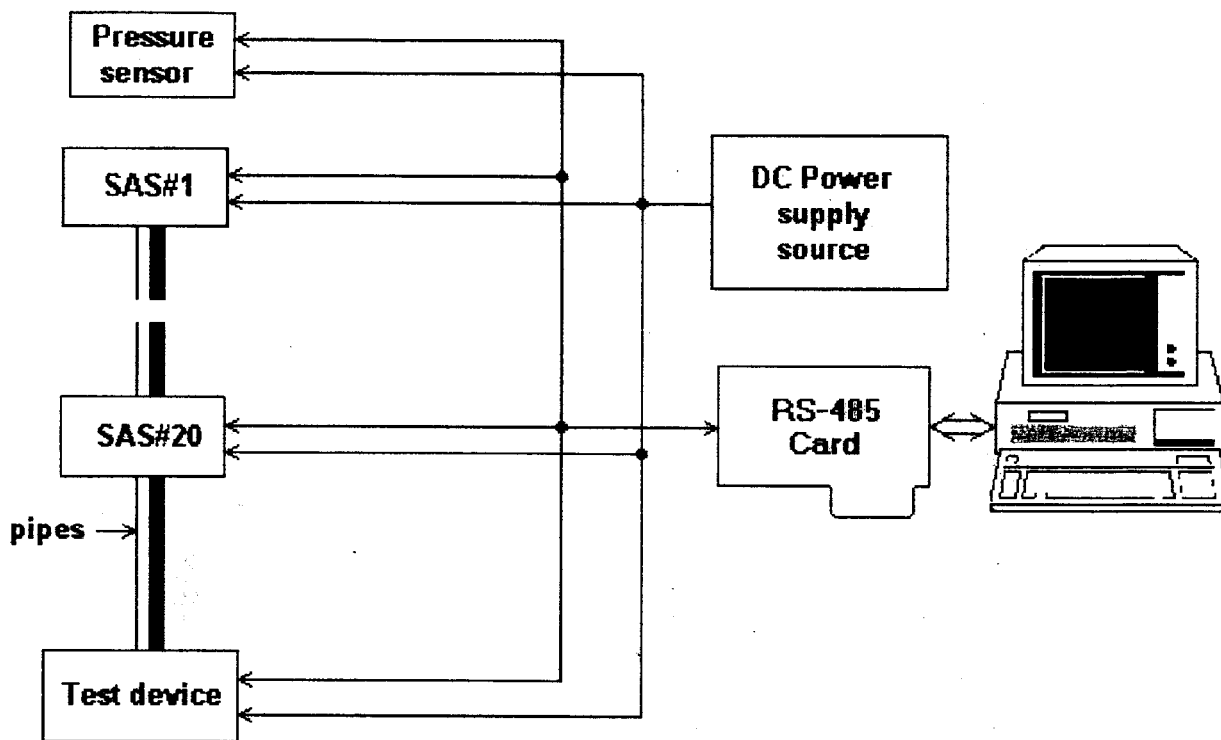 Pressure
sensor
SAS#1
DC Power
supply
source
SAS#20
RS-485
Card
pipes
Test device